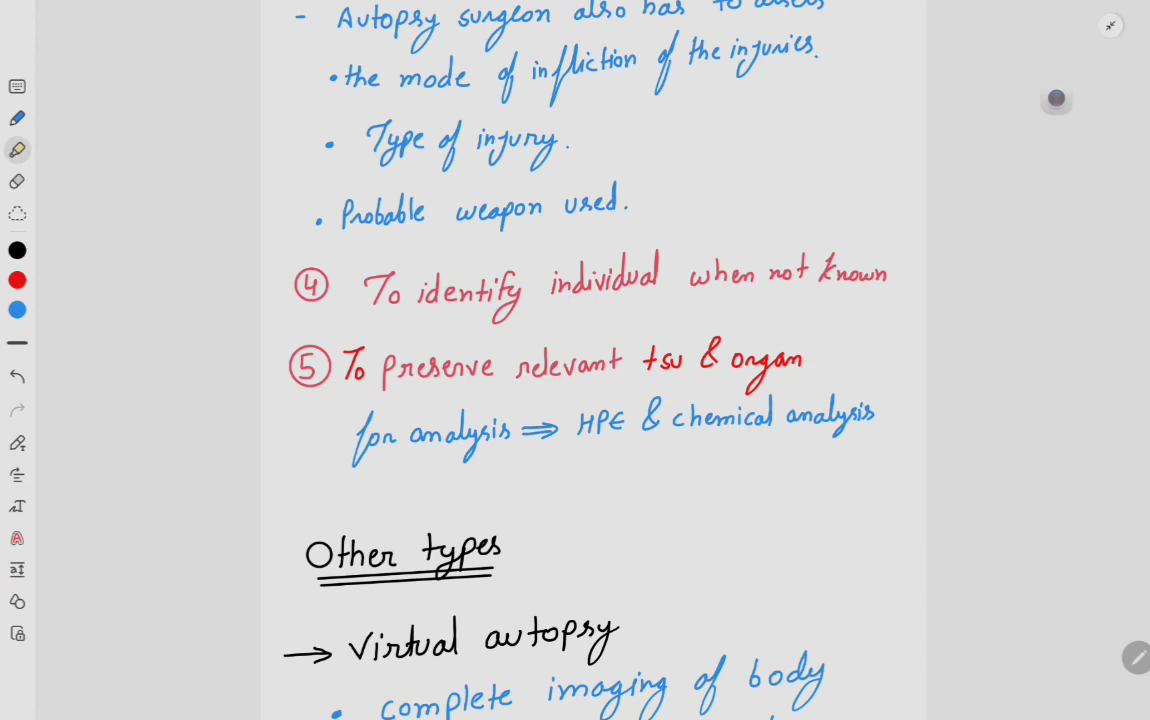 - Autopsy surgeon also has to assess
• the mode of infliction of the injuries.
• Type of injury.
• Probable weapon used.
④ To identify individual when not known
⑤ To preserve relevant tsu & organ
for analysis ⇒ HPE & chemical analysis
Other types
→ Virtual autopsy
• complete imaging of body